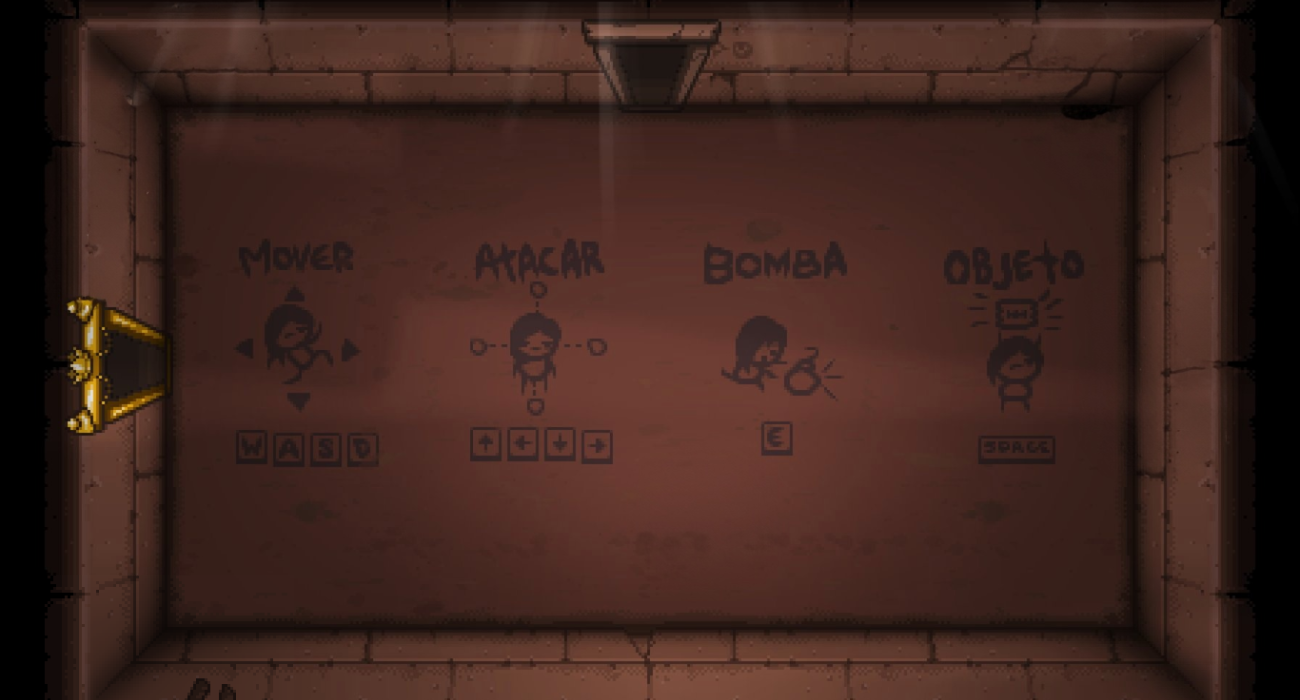 MOVER ATACAR BOMBA OBJETO
W A S D ↑ ← ↓ → E SPACE